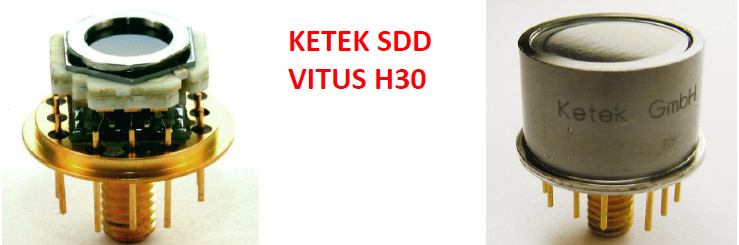 KETEK SDD
VITUS H30
Ketek GmbH